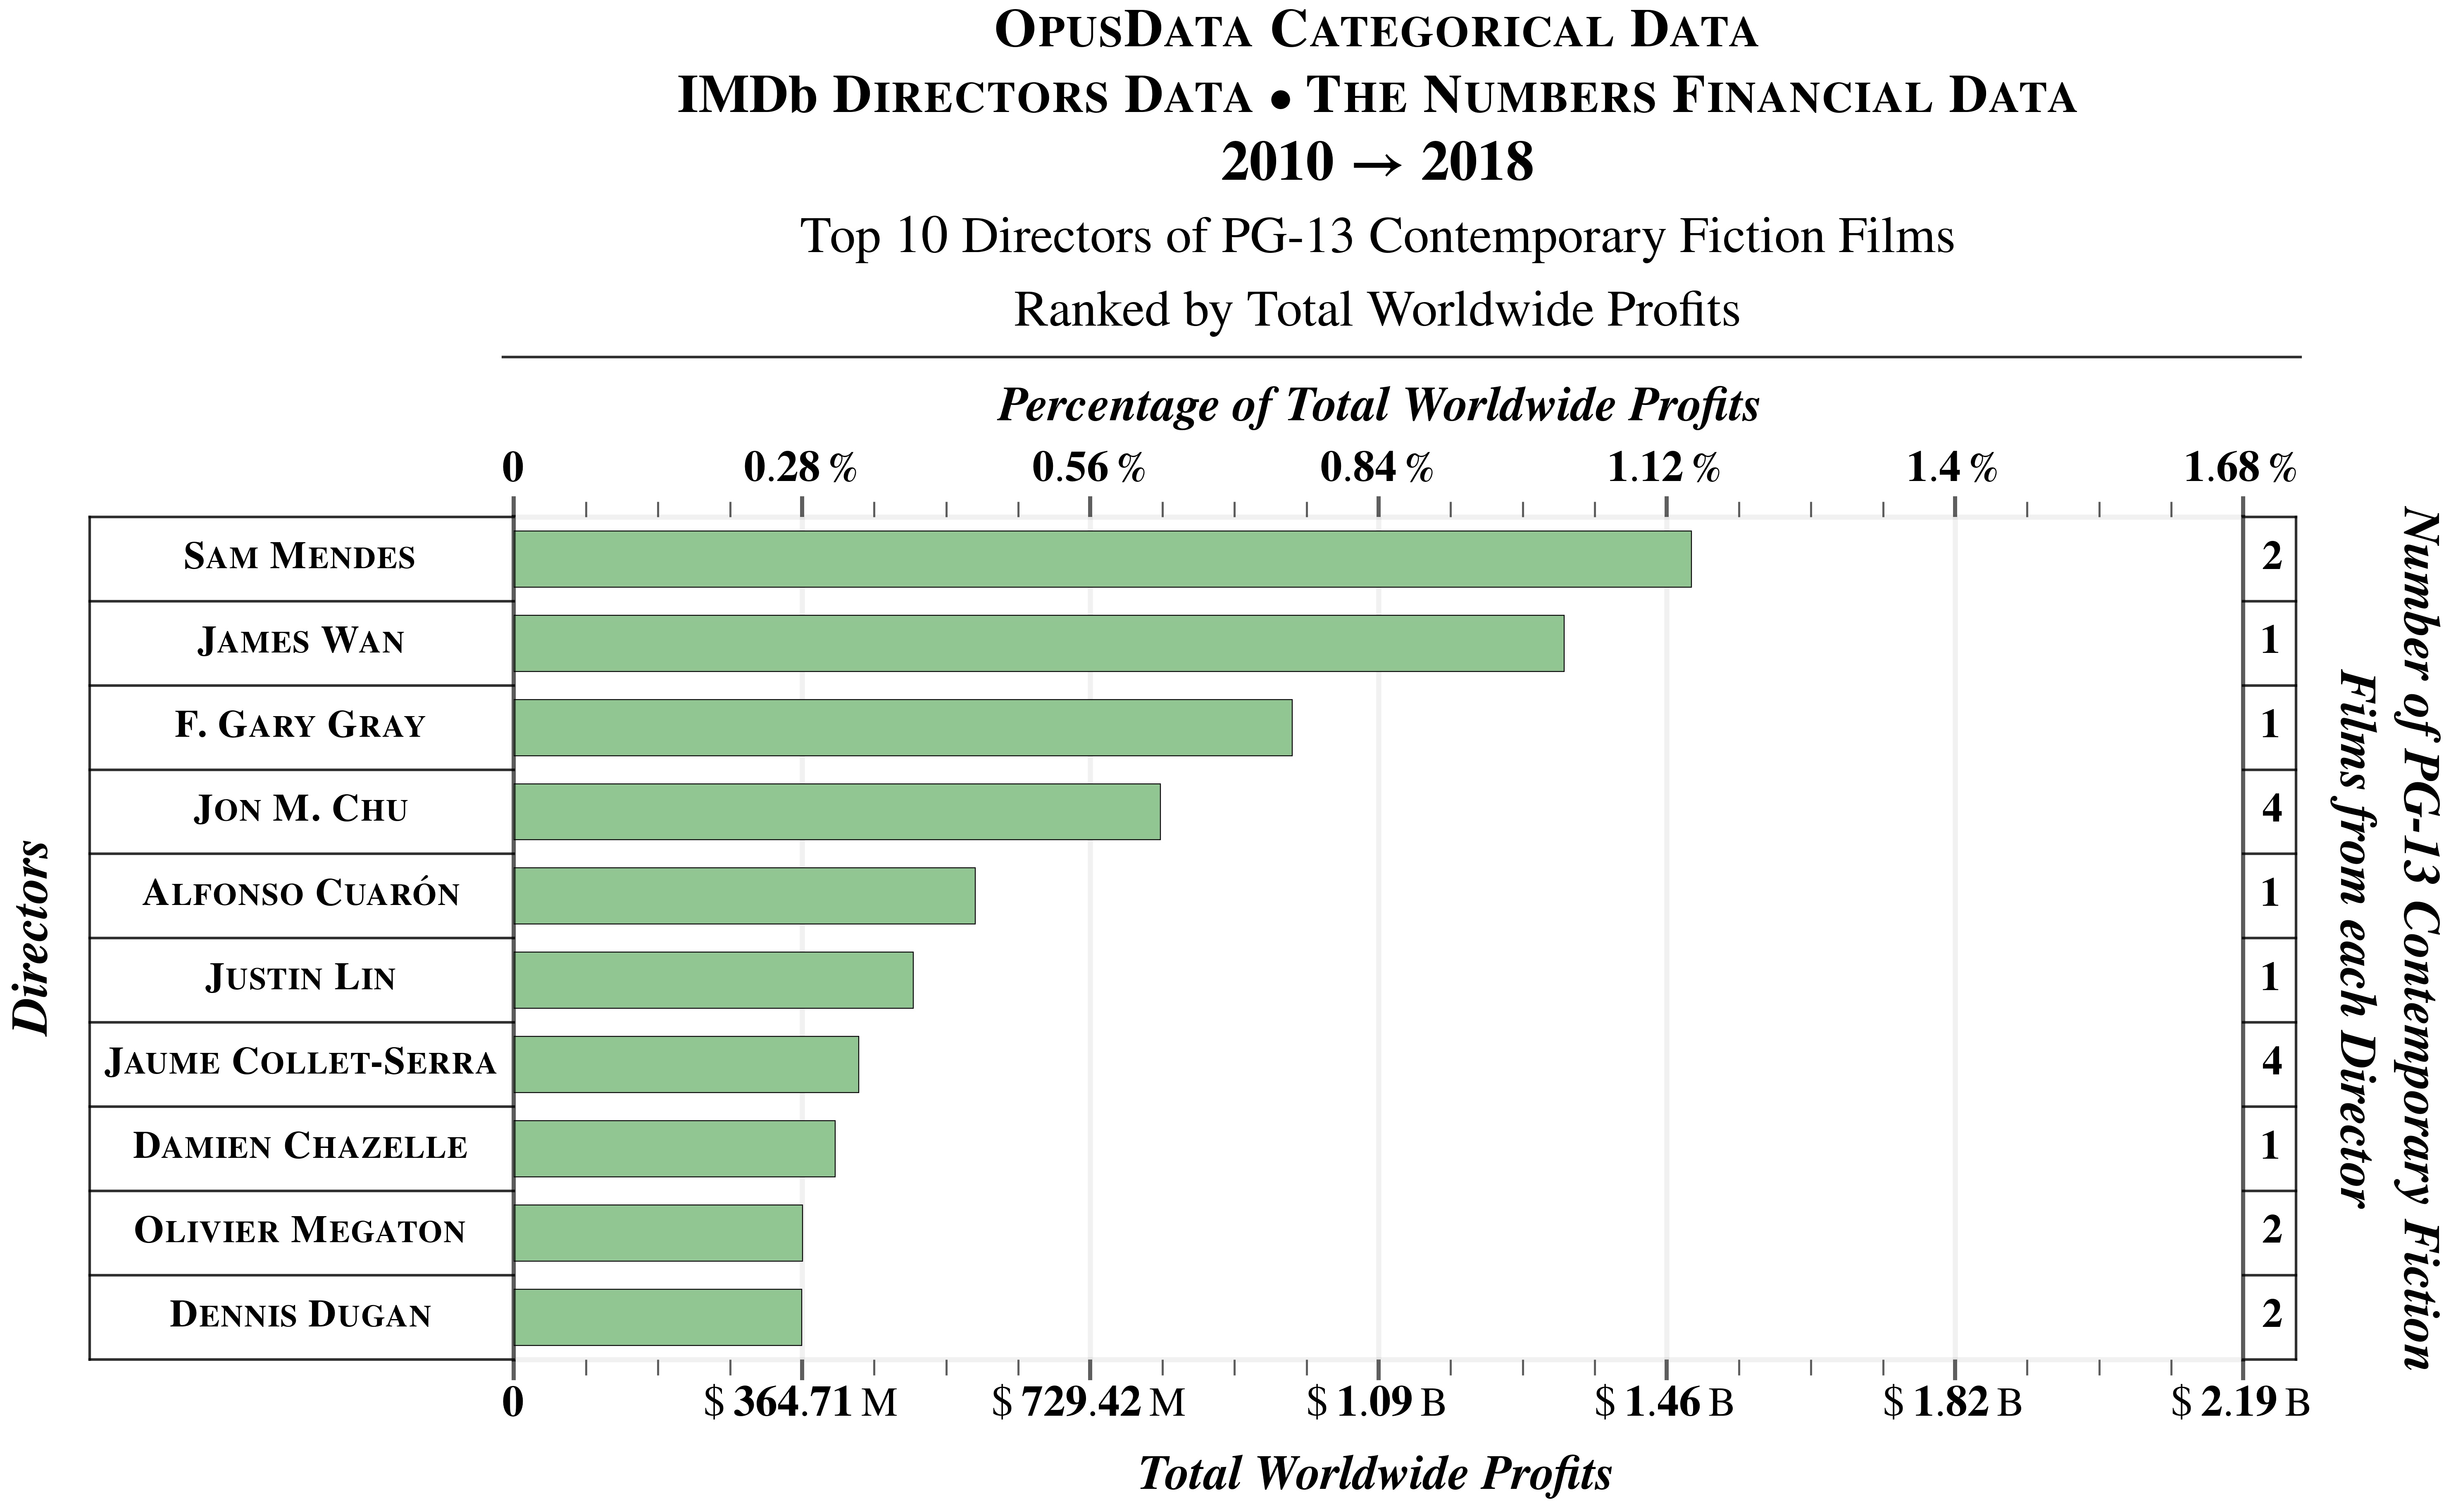 OpusData Categorical Data
IMDb Directors Data • The Numbers Financial Data
2010 → 2018
Top 10 Directors of PG-13 Contemporary Fiction Films
Ranked by Total Worldwide Profits
Percentage of Total Worldwide Profits
0 0.28 % 0.56 % 0.84 % 1.12 % 1.4 % 1.68 %
Directors
Sam Mendes 2
James Wan 1
F. Gary Gray 1
Jon M. Chu 4
Alfonso Cuarón 1
Justin Lin 1
Jaume Collet-Serra 4
Damien Chazelle 1
Olivier Megaton 2
Dennis Dugan 2
Number of PG-13 Contemporary Fiction
Films from each Director
0 $ 364.71 M $ 729.42 M $ 1.09 B $ 1.46 B $ 1.82 B $ 2.19 B
Total Worldwide Profits